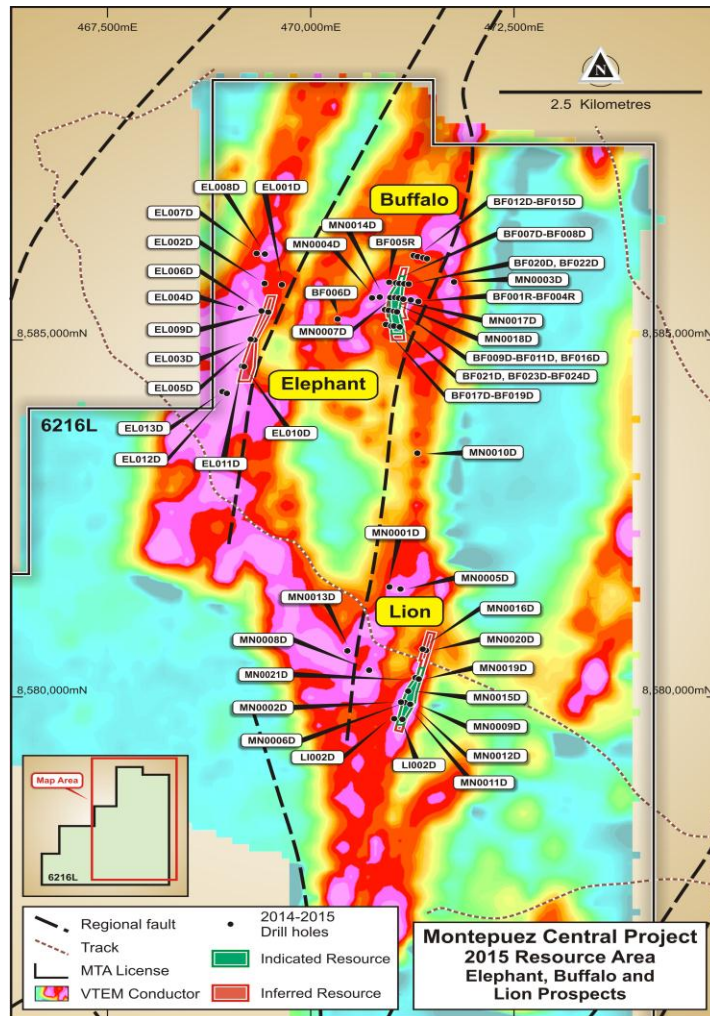 467,500mE
470,000mE
472,500mE
N
2.5 Kilometres
EL008D
EL001D
Buffalo
BF012D-BF015D
EL007D
MN0014D
BF007D-BF008D
EL002D
MN0004D
BF005R
BF020D, BF022D
EL006D
MN0003D
EL004D
BF006D
BF001R-BF004R
EL009D
MN0007D
MN0017D
8,585,000mN
8,585,000mN
MN0018D
EL003D
BF009D-BF011D, BF016D
EL005D
Elephant
BF021D, BF023D-BF024D
BF017D-BF019D
6216L
EL013D
EL010D
EL012D
EL011D
MN0010D
MN0001D
MN0005D
MN0013D
Lion
MN0016D
MN0008D
MN0020D
MN0021D
MN0019D
8,580,000mN
8,580,000mN
MN0002D
MN0015D
MN0006D
MN0009D
LI002D
LI002D
MN0012D
MN0011D
Map Area
6216L
Regional fault
Track
MTA License
VTEM Conductor
2014-2015
Drill holes
Indicated Resource
Inferred Resource
Montepuez Central Project
2015 Resource Area
Elephant, Buffalo and
Lion Prospects